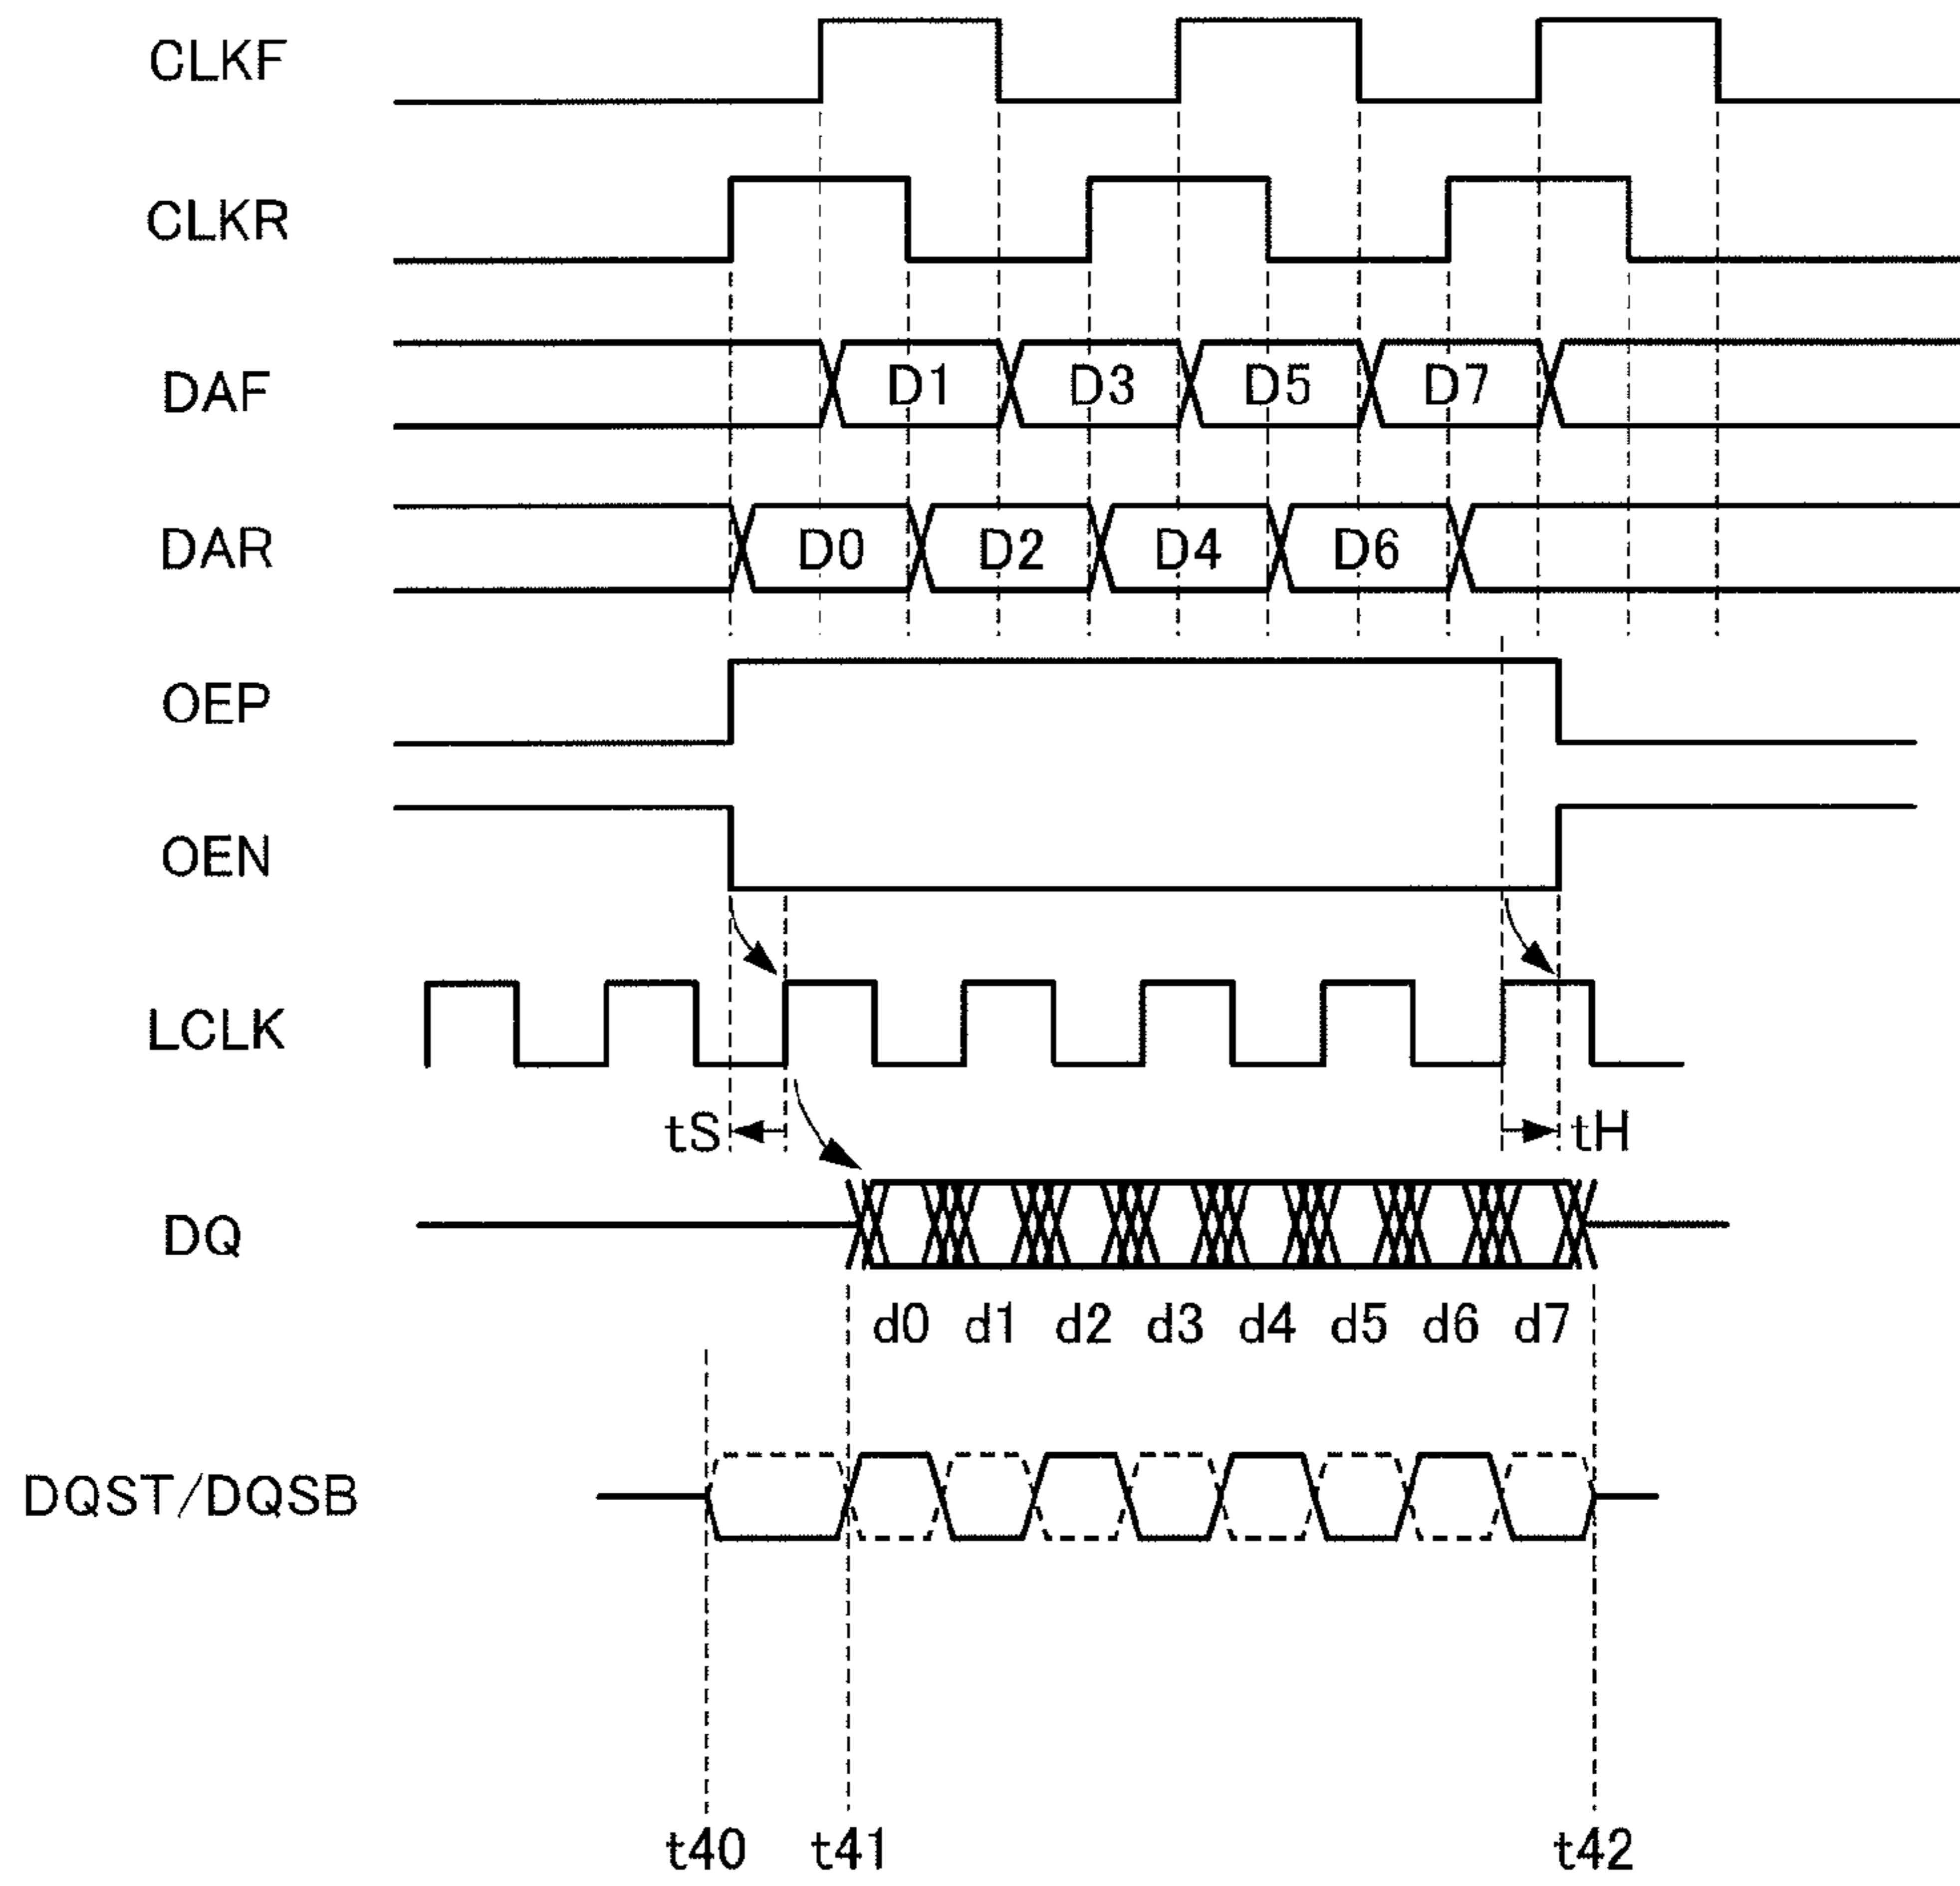 CLKF
CLKR
DAF D1 D3 D5 D7
DAR D0 D2 D4 D6
OEP
OEN
LCLK
tS tH
DQ
d0 d1 d2 d3 d4 d5 d6 d7
DQST/DQSB
t40 t41 t42